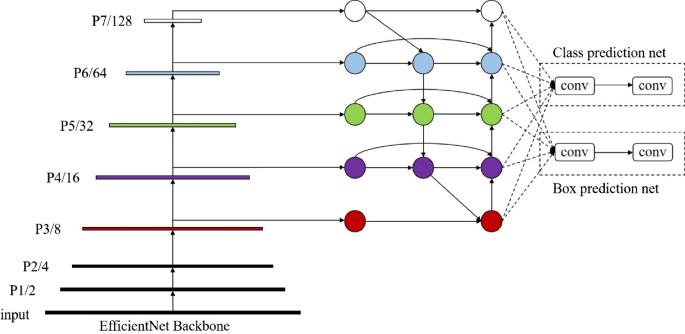 P7/128
P6/64
P5/32
P4/16
P3/8
P2/4
P1/2
input
EfficientNet Backbone
Class prediction net
conv
conv
conv
conv
Box prediction net